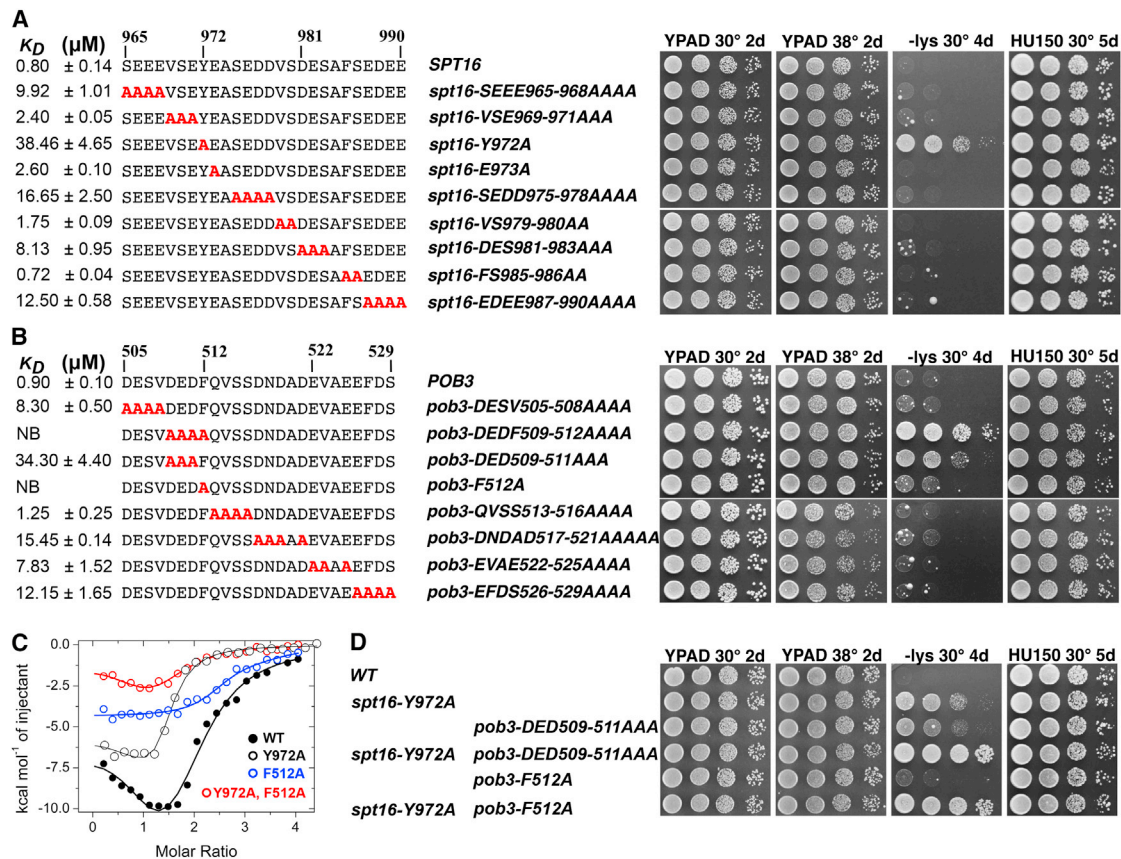 A
K_D (μM) 965 972 981 990 YPAD 30° 2d YPAD 38° 2d -lys 30° 4d HU150 30° 5d
0.80 ± 0.14 SEEEVSEYEASEDDVSDESAFSEDEE SPT16
9.92 ± 1.01 AAAAVSEYEASEDDVSDESAFSEDEE spt16-SEEE965-968AAAA
2.40 ± 0.05 SEEEAAAYEASEDDVSDESAFSEDEE spt16-VSE969-971AAA
38.46 ± 4.65 SEEEVSEAEASEDDVSDESAFSEDEE spt16-Y972A
2.60 ± 0.10 SEEEVSEYAASEDDVSDESAFSEDEE spt16-E973A
16.65 ± 2.50 SEEEVSEYEAAAAAVSDESAFSEDEE spt16-SEDD975-978AAAA
1.75 ± 0.09 SEEEVSEYEASEDDAADESAFSEDEE spt16-VS979-980AA
8.13 ± 0.95 SEEEVSEYEASEDDVSAAAAFSEDEE spt16-DES981-983AAA
0.72 ± 0.04 SEEEVSEYEASEDDVSDESAAAEDEE spt16-FS985-986AA
12.50 ± 0.58 SEEEVSEYEASEDDVSDESAFSAAAA spt16-EDEE987-990AAAA
B
K_D (μM) 505 512 522 529 YPAD 30° 2d YPAD 38° 2d -lys 30° 4d HU150 30° 5d
0.90 ± 0.10 DESVDEDFQVSSDNDADEVAEEFDS POB3
8.30 ± 0.50 AAAADEDFQVSSDNDADEVAEEFDS pob3-DESV505-508AAAA
NB DESVAAAAQVSSDNDADEVAEEFDS pob3-DEDF509-512AAAA
34.30 ± 4.40 DESVAAAFQVSSDNDADEVAEEFDS pob3-DED509-511AAA
NB DESVDEDAQVSSDNDADEVAEEFDS pob3-F512A
1.25 ± 0.25 DESVDEDFAAAADNDADEVAEEFDS pob3-QVSS513-516AAAA
15.45 ± 0.14 DESVDEDFQVSSAAAAAEVAEEFDS pob3-DNDAD517-521AAAAA
7.83 ± 1.52 DESVDEDFQVSSDNDADAAAAEFDS pob3-EVAE522-525AAAA
12.15 ± 1.65 DESVDEDFQVSSDNDADEVAEAAAA pob3-EFDS526-529AAAA
C
kcal mol⁻¹ of injectant
0.0
-2.5
-5.0
-7.5
-10.0
WT
Y972A
F512A
Y972A, F512A
0 1 2 3 4
Molar Ratio
D
YPAD 30° 2d YPAD 38° 2d -lys 30° 4d HU150 30° 5d
WT
spt16-Y972A
pob3-DED509-511AAA
spt16-Y972A pob3-DED509-511AAA
pob3-F512A
spt16-Y972A pob3-F512A